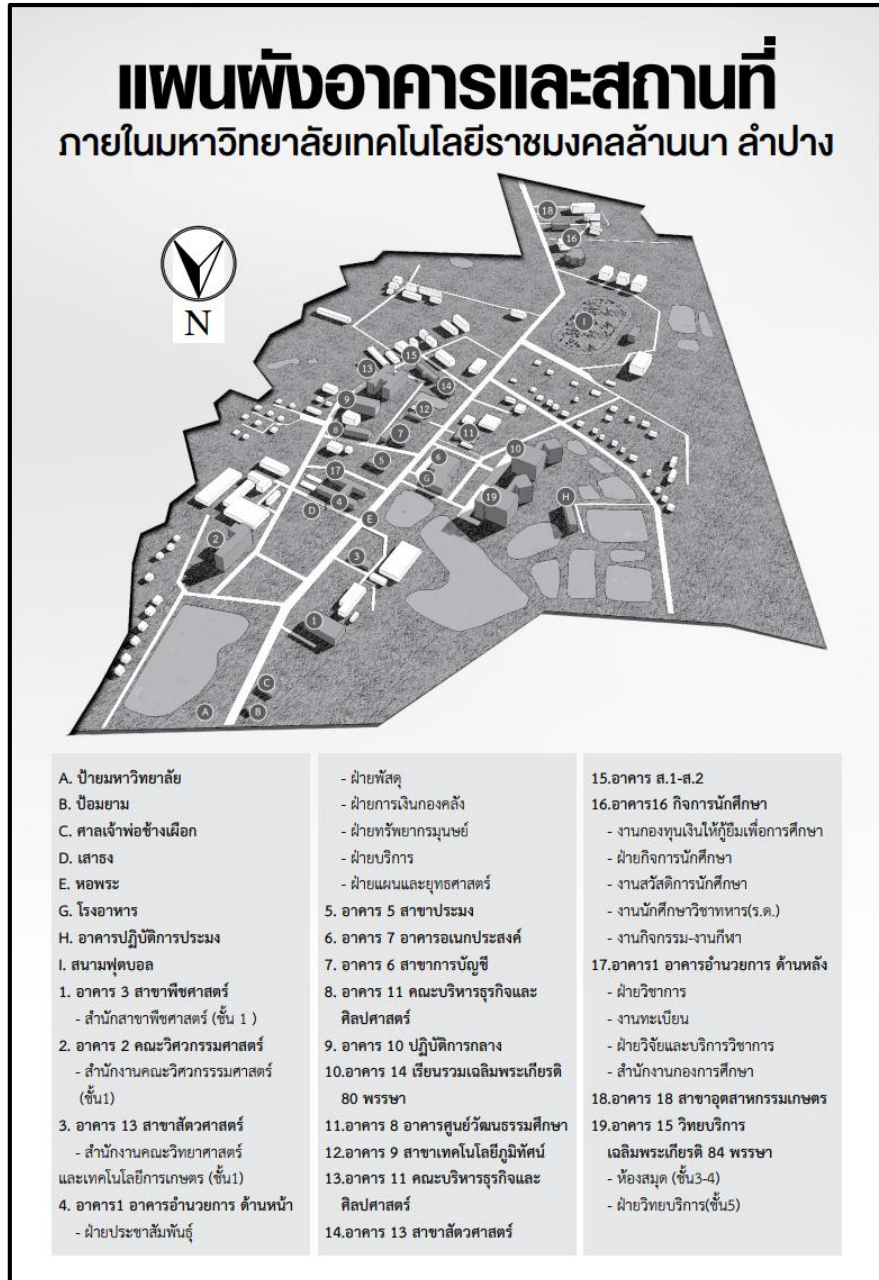 แผนผังอาคารและสถานที่
ภายในมหาวิทยาลัยเทคโนโลยีราชมงคลล้านนา ลำปาง
N
18
16
I
15
13
14
9
12
8
7
11
10
6
5
G
17
19
4
H
D
E
2
3
1
C
A
B
A. ป้ายมหาวิทยาลัย
B. ป้อมยาม
C. ศาลเจ้าพ่อช้างเผือก
D. เสาธง
E. หอพระ
G. โรงอาหาร
H. อาคารปฏิบัติการประมง
I. สนามฟุตบอล
1. อาคาร 3 สาขาพืชศาสตร์
- สำนักสาขาพืชศาสตร์ (ชั้น 1 )
2. อาคาร 2 คณะวิศวกรรมศาสตร์
- สำนักงานคณะวิศวกรรรมศาสตร์
(ชั้น1)
3. อาคาร 13 สาขาสัตวศาสตร์
- สำนักงานคณะวิทยาศาสตร์
และเทคโนโลยีการเกษตร (ชั้น1)
4. อาคาร1 อาคารอำนวยการ ด้านหน้า
- ฝ่ายประชาสัมพันธุ์
- ฝ่ายพัสดุ
- ฝ่ายการเงินกองคลัง
- ฝ่ายทรัพยากรมุนษย์
- ฝ่ายบริการ
- ฝ่ายแผนและยุทธศาสตร์
5. อาคาร 5 สาขาประมง
6. อาคาร 7 อาคารอเนกประสงค์
7. อาคาร 6 สาขาการบัญชี
8. อาคาร 11 คณะบริหารธุรกิจและ
ศิลปศาสตร์
9. อาคาร 10 ปฏิบัติการกลาง
10.อาคาร 14 เรียนรวมเฉลิมพระเกียรติ
80 พรรษา
11.อาคาร 8 อาคารศูนย์วัฒนธรรมศึกษา
12.อาคาร 9 สาขาเทคโนโลยีภูมิทัศน์
13.อาคาร 11 คณะบริหารธุรกิจและ
ศิลปศาสตร์
14.อาคาร 13 สาขาสัตวศาสตร์
15.อาคาร ส.1-ส.2
16.อาคาร16 กิจการนักศึกษา
- งานกองทุนเงินให้กู้ยืมเพื่อการศึกษา
- ฝ่ายกิจการนักศึกษา
- งานสวัสดิการนักศึกษา
- งานนักศึกษาวิชาทหาร(ร.ด.)
- งานกิจกรรม-งานกีฬา
17.อาคาร1 อาคารอำนวยการ ด้านหลัง
- ฝ่ายวิชาการ
- งานทะเบียน
- ฝ่ายวิจัยและบริการวิชาการ
- สำนักงานกองการศึกษา
18.อาคาร 18 สาขาอุตสาหกรรมเกษตร
19.อาคาร 15 วิทยบริการ
เฉลิมพระเกียรติ 84 พรรษา
- ห้องสมุด (ชั้น3-4)
- ฝ่ายวิทยบริการ(ชั้น5)